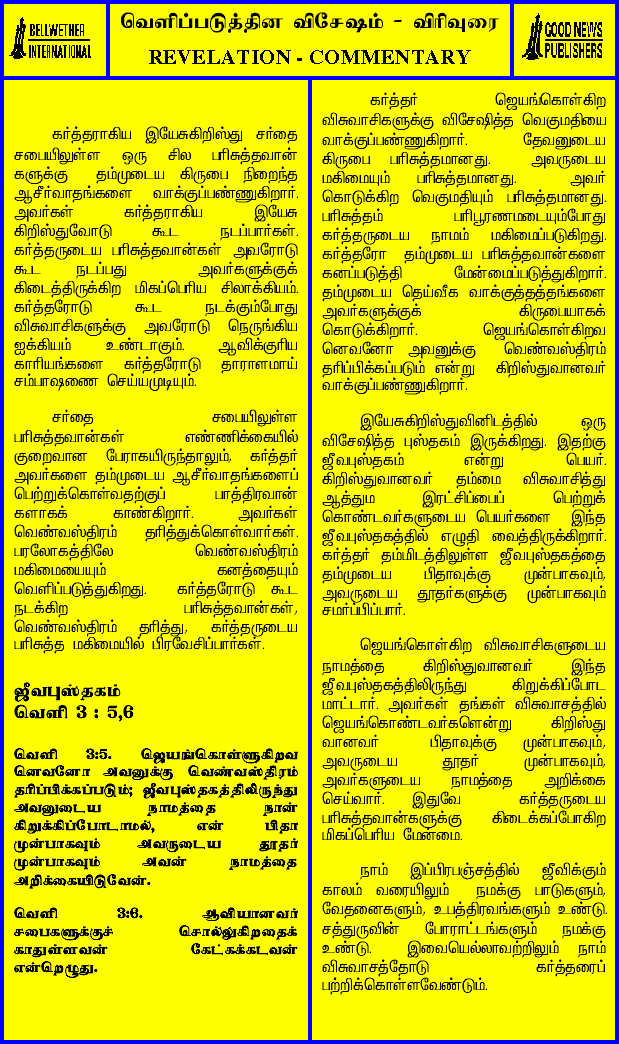 BELLWETHER
INTERNATIONAL
வெளிப்படுத்தின விசேஷம் - விரிவுரை
REVELATION - COMMENTARY
GOOD NEWS
PUBLISHERS
கர்த்தராகிய இயேசுகிறிஸ்து சர்தை
சபையிலுள்ள ஒரு சில பரிசுத்தவான்
களுக்கு தம்முடைய கிருபை நிறைந்த
ஆசீர்வாதங்களை வாக்குப்பண்ணுகிறார்.
அவர்கள் கர்த்தராகிய இயேசு
கிறிஸ்துவோடு கூட நடப்பார்கள்.
கர்த்தருடைய பரிசுத்தவான்கள் அவரோடு
கூட நடப்பது அவர்களுக்குக்
கிடைத்திருக்கிற மிகப்பெரிய சிலாக்கியம்.
கர்த்தரோடு கூட நடக்கும்போது
விசுவாசிகளுக்கு அவரோடு நெருங்கிய
ஐக்கியம் உண்டாகும். ஆவிக்குரிய
காரியங்களை கர்த்தரோடு தாராளமாய்
சம்பாஷணை செய்யமுடியும்.
சர்தை சபையிலுள்ள
பரிசுத்தவான்கள் எண்ணிக்கையில்
குறைவான பேராகயிருந்தாலும், கர்த்தர்
அவர்களை தம்முடைய ஆசீர்வாதங்களைப்
பெற்றுக்கொள்வதற்குப் பாத்திரவான்
களாகக் காண்கிறார். அவர்கள்
வெண்வஸ்திரம் தரித்துக்கொள்வார்கள்.
பரலோகத்திலே வெண்வஸ்திரம்
மகிமையையும் கனத்தையும்
வெளிப்படுத்துகிறது. கர்த்தரோடு கூட
நடக்கிற பரிசுத்தவான்கள்,
வெண்வஸ்திரம் தரித்து, கர்த்தருடைய
பரிசுத்த மகிமையில் பிரவேசிப்பார்கள்.
ஜீவபுஸ்தகம்
வெளி 3 : 5,6
வெளி 3:5. ஜெயங்கொள்ளுகிறவ
னெவனோ அவனுக்கு வெண்வஸ்திரம்
தரிப்பிக்கப்படும்; ஜீவபுஸ்தகத்திலிருந்து
அவனுடைய நாமத்தை நான்
கிறுக்கிப்போடாமல், என் பிதா
முன்பாகவும் அவருடைய தூதர்
முன்பாகவும் அவன் நாமத்தை
அறிக்கையிடுவேன்.
வெளி 3:6. ஆவியானவர்
சபைகளுக்குச் சொல்லுகிறதைக்
காதுள்ளவன் கேட்கக்கடவன்
என்றெழுது.
கர்த்தர் ஜெயங்கொள்கிற
விசுவாசிகளுக்கு விசேஷித்த வெகுமதியை
வாக்குப்பண்ணுகிறார். தேவனுடைய
கிருபை பரிசுத்தமானது. அவருடைய
மகிமையும் பரிசுத்தமானது. அவர்
கொடுக்கிற வெகுமதியும் பரிசுத்தமானது.
பரிசுத்தம் பரிபூரணமடையும்போது
கர்த்தருடைய நாமம் மகிமைப்படுகிறது.
கர்த்தரோ தம்முடைய பரிசுத்தவான்களை
கனப்படுத்தி மேன்மைப்படுத்துகிறார்.
தம்முடைய தெய்வீக வாக்குத்தத்தங்களை
அவர்களுக்குக் கிருபையாகக்
கொடுக்கிறார். ஜெயங்கொள்கிறவ
னெவனோ அவனுக்கு வெண்வஸ்திரம்
தரிப்பிக்கப்படும் என்று கிறிஸ்துவானவர்
வாக்குப்பண்ணுகிறார்.
இயேசுகிறிஸ்துவினிடத்தில் ஒரு
விசேஷித்த புஸ்தகம் இருக்கிறது. இதற்கு
ஜீவபுஸ்தகம் என்று பெயர்.
கிறிஸ்துவானவர் தம்மை விசுவாசித்து
ஆத்தும இரட்சிப்பைப் பெற்றுக்
கொண்டவர்களுடைய பெயர்களை இந்த
ஜீவபுஸ்தகத்தில் எழுதி வைத்திருக்கிறார்.
கர்த்தர் தம்மிடத்திலுள்ள ஜீவபுஸ்தகத்தை
தம்முடைய பிதாவுக்கு முன்பாகவும்,
அவருடைய தூதர்களுக்கு முன்பாகவும்
சமர்ப்பிப்பார்.
ஜெயங்கொள்கிற விசுவாசிகளுடைய
நாமத்தை கிறிஸ்துவானவர் இந்த
ஜீவபுஸ்தகத்திலிருந்து கிறுக்கிப்போட
மாட்டார். அவர்கள் தங்கள் விசுவாசத்தில்
ஜெயங்கொண்டவர்களென்று கிறிஸ்து
வானவர் பிதாவுக்கு முன்பாகவும்,
அவருடைய தூதர் முன்பாகவும்,
அவர்களுடைய நாமத்தை அறிக்கை
செய்வார். இதுவே கர்த்தருடைய
பரிசுத்தவான்களுக்கு கிடைக்கப்போகிற
மிகப்பெரிய மேன்மை.
நாம் இப்பிரபஞ்சத்தில் ஜீவிக்கும்
காலம் வரையிலும் நமக்கு பாடுகளும்,
வேதனைகளும், உபத்திரவங்களும் உண்டு.
சத்துருவின் போராட்டங்களும் நமக்கு
உண்டு. இவையெல்லாவற்றிலும் நாம்
விசுவாசத்தோடு கர்த்தரைப்
பற்றிக்கொள்ளவேண்டும்.